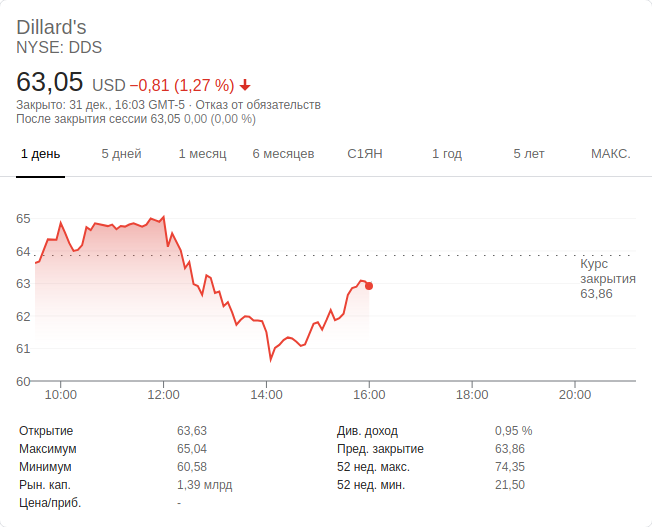 Dillard's
NYSE: DDS
63,05 USD −0,81 (1,27 %)
Закрыто: 31 дек., 16:03 GMT-5 · Отказ от обязательств
После закрытия сессии 63,05 0,00 (0,00 %)
1 день 5 дней 1 месяц 6 месяцев С1ЯН 1 год 5 лет МАКС.
65
64
63
62
61
60
Курс
закрытия
63,86
10:00 12:00 14:00 16:00 18:00 20:00
Открытие 63,63 Див. доход 0,95 %
Максимум 65,04 Пред. закрытие 63,86
Минимум 60,58 52 нед. макс. 74,35
Рын. кап. 1,39 млрд 52 нед. мин. 21,50
Цена/приб. -